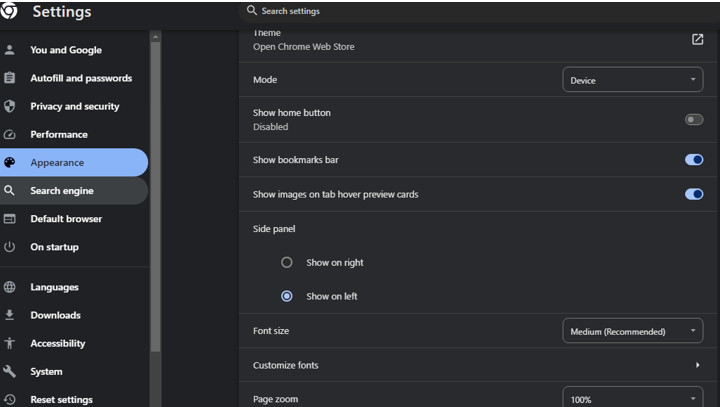 Settings
Search settings
You and Google
Autofill and passwords
Privacy and security
Performance
Appearance
Search engine
Default browser
On startup
Languages
Downloads
Accessibility
System
Reset settings
Theme
Open Chrome Web Store
Mode
Device
Show home button
Disabled
Show bookmarks bar
Show images on tab hover preview cards
Side panel
Show on right
Show on left
Font size
Medium (Recommended)
Customize fonts
Page zoom
100%